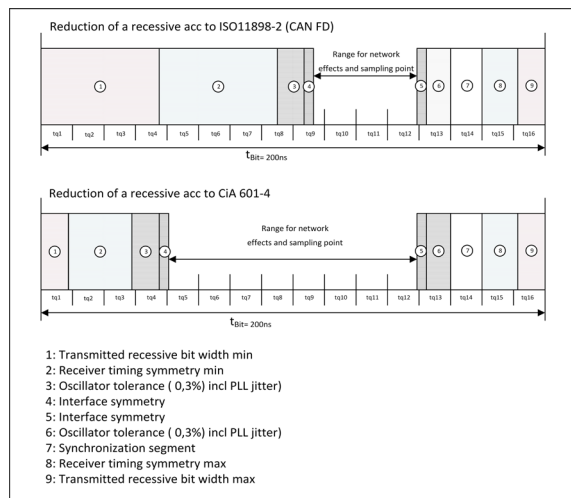 Reduction of a recessive acc to ISO11898-2 (CAN FD)
Range for network
effects and sampling point
1 2 3 4 5 6 7 8 9
tq1 tq2 tq3 tq4 tq5 tq6 tq7 tq8 tq9 tq10 tq11 tq12 tq13 tq14 tq15 tq16
tBit= 200ns
Reduction of a recessive acc to CiA 601-4
Range for network
effects and sampling point
1 2 3 4 5 6 7 8 9
tq1 tq2 tq3 tq4 tq5 tq6 tq7 tq8 tq9 tq10 tq11 tq12 tq13 tq14 tq15 tq16
tBit= 200ns
1: Transmitted recessive bit width min
2: Receiver timing symmetry min
3: Oscillator tolerance ( 0,3%) incl PLL jitter)
4: Interface symmetry
5: Interface symmetry
6: Oscillator tolerance ( 0,3%) incl PLL jitter)
7: Synchronization segment
8: Receiver timing symmetry max
9: Transmitted recessive bit width max